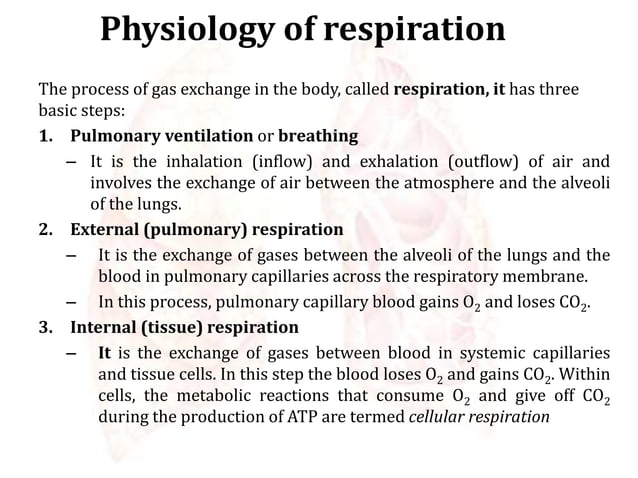 Physiology of respiration
The process of gas exchange in the body, called respiration, it has three
basic steps:
1. Pulmonary ventilation or breathing
– It is the inhalation (inflow) and exhalation (outflow) of air and
involves the exchange of air between the atmosphere and the alveoli
of the lungs.
2. External (pulmonary) respiration
– It is the exchange of gases between the alveoli of the lungs and the
blood in pulmonary capillaries across the respiratory membrane.
– In this process, pulmonary capillary blood gains O₂ and loses CO₂.
3. Internal (tissue) respiration
– It is the exchange of gases between blood in systemic capillaries
and tissue cells. In this step the blood loses O₂ and gains CO₂. Within
cells, the metabolic reactions that consume O₂ and give off CO₂
during the production of ATP are termed cellular respiration